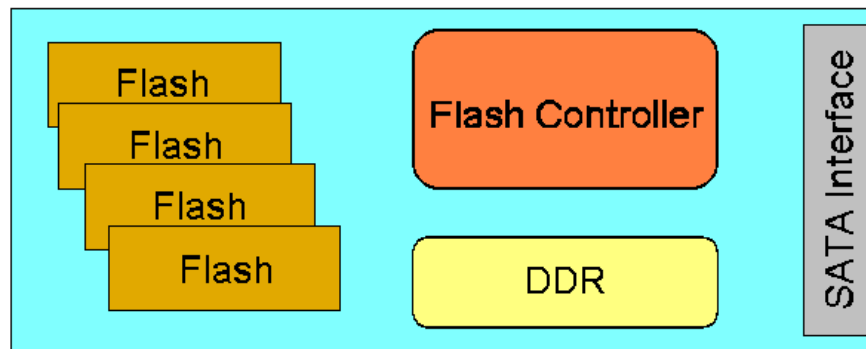 Flash
Flash
Flash
Flash
Flash Controller
DDR
SATA Interface